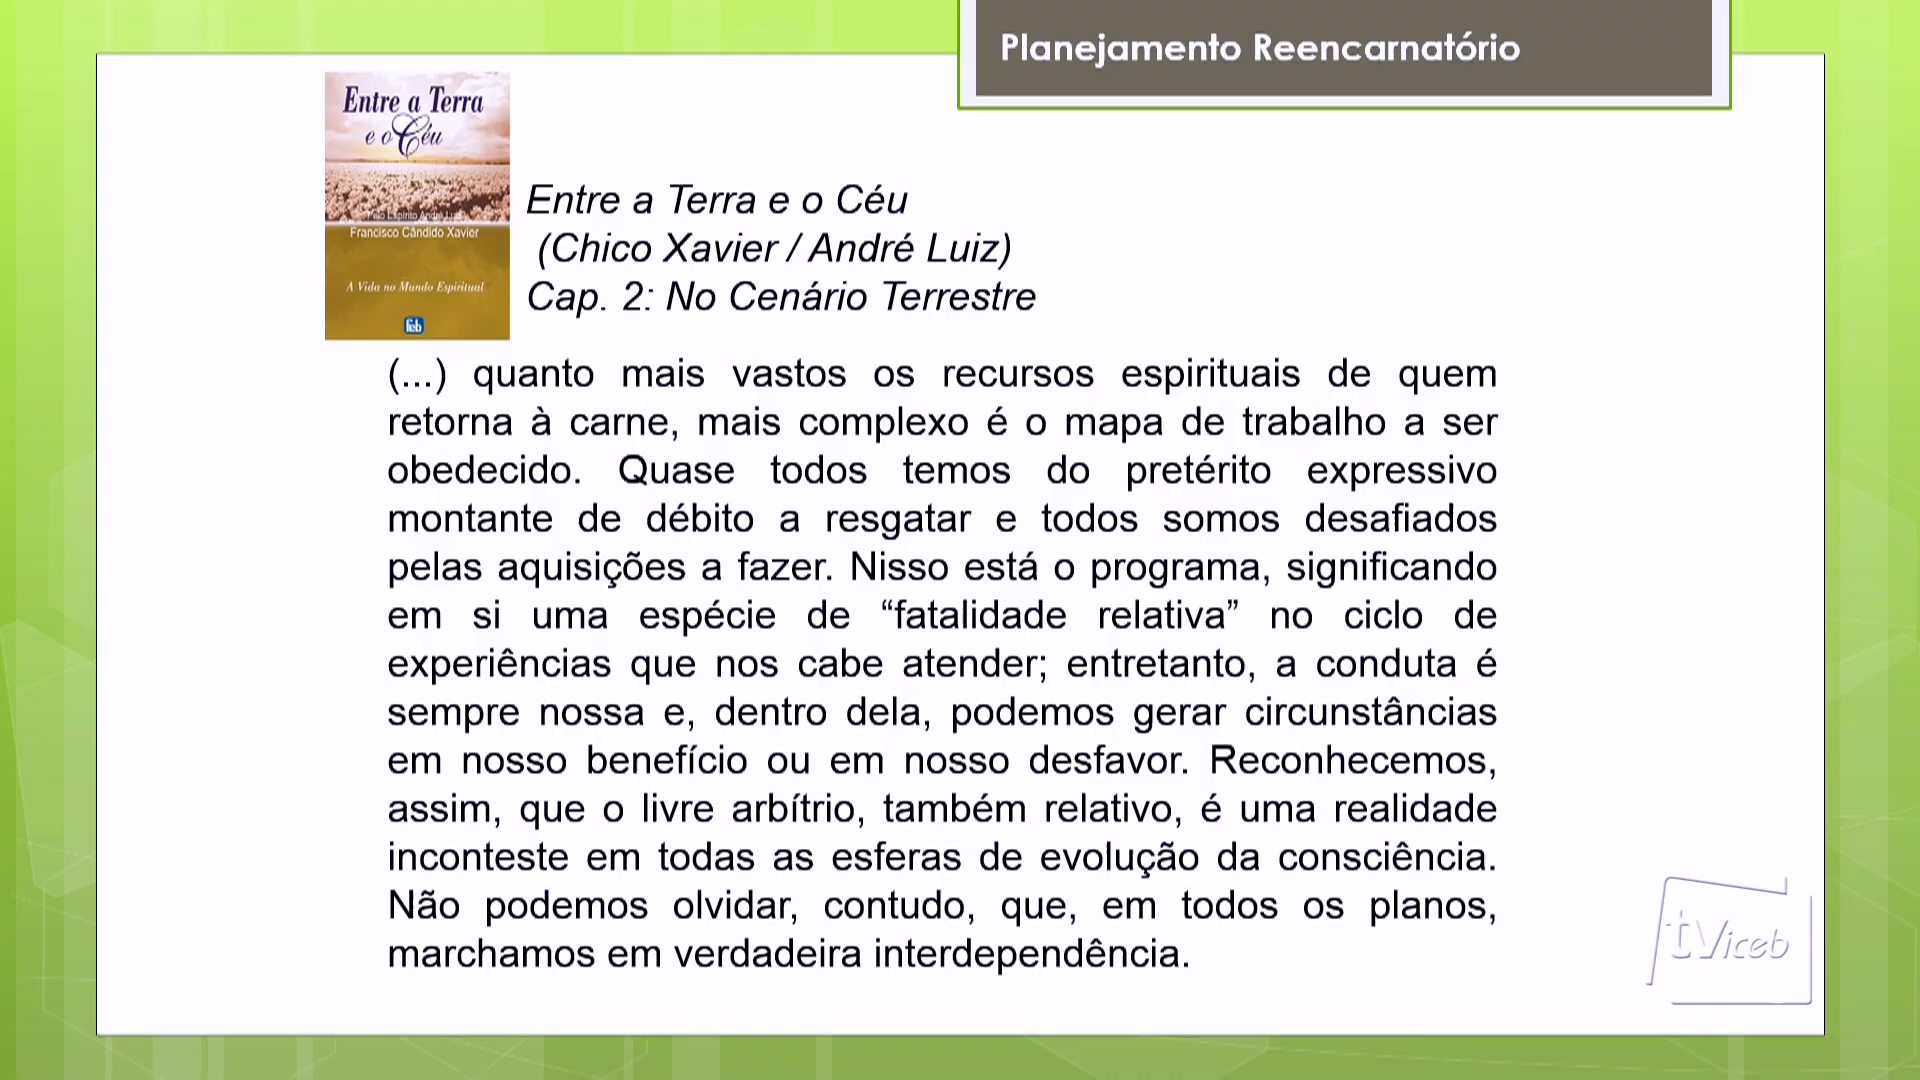 Planejamento Reencarnatório
Entre a Terra
e o Céu
Pelo Espírito André Luiz
Francisco Cândido Xavier
A Vida no Mundo Espiritual
feb
Entre a Terra e o Céu
(Chico Xavier / André Luiz)
Cap. 2: No Cenário Terrestre
(...) quanto mais vastos os recursos espirituais de quem
retorna à carne, mais complexo é o mapa de trabalho a ser
obedecido. Quase todos temos do pretérito expressivo
montante de débito a resgatar e todos somos desafiados
pelas aquisições a fazer. Nisso está o programa, significando
em si uma espécie de “fatalidade relativa” no ciclo de
experiências que nos cabe atender; entretanto, a conduta é
sempre nossa e, dentro dela, podemos gerar circunstâncias
em nosso benefício ou em nosso desfavor. Reconhecemos,
assim, que o livre arbítrio, também relativo, é uma realidade
inconteste em todas as esferas de evolução da consciência.
Não podemos olvidar, contudo, que, em todos os planos,
marchamos em verdadeira interdependência.
tViceb